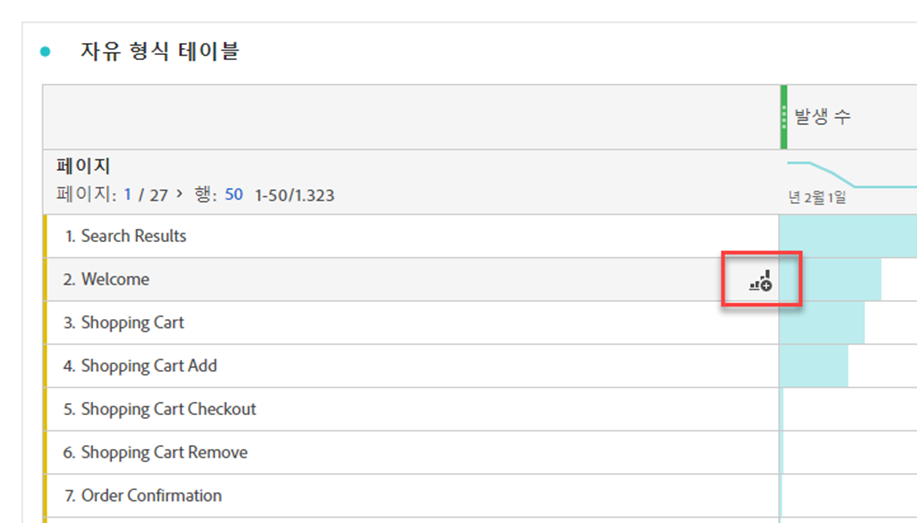 자유 형식 테이블
발생 수
페이지
페이지: 1 / 27 > 행: 50 1-50/1.323
년 2월 1일
1. Search Results
2. Welcome
3. Shopping Cart
4. Shopping Cart Add
5. Shopping Cart Checkout
6. Shopping Cart Remove
7. Order Confirmation